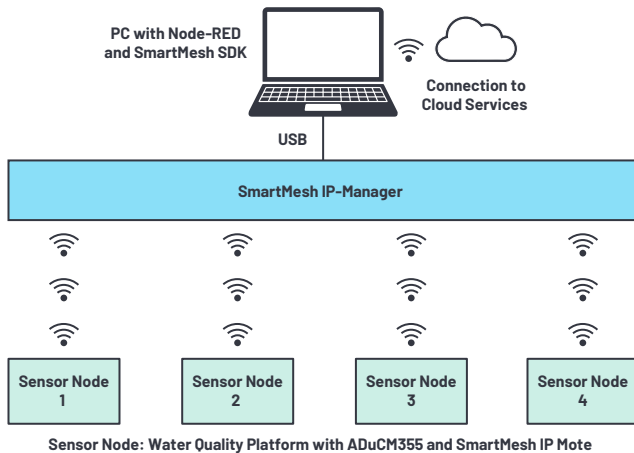 PC with Node-RED
and SmartMesh SDK
Connection to
Cloud Services
USB
SmartMesh IP-Manager
Sensor Node
1
Sensor Node
2
Sensor Node
3
Sensor Node
4
Sensor Node: Water Quality Platform with ADuCM355 and SmartMesh IP Mote